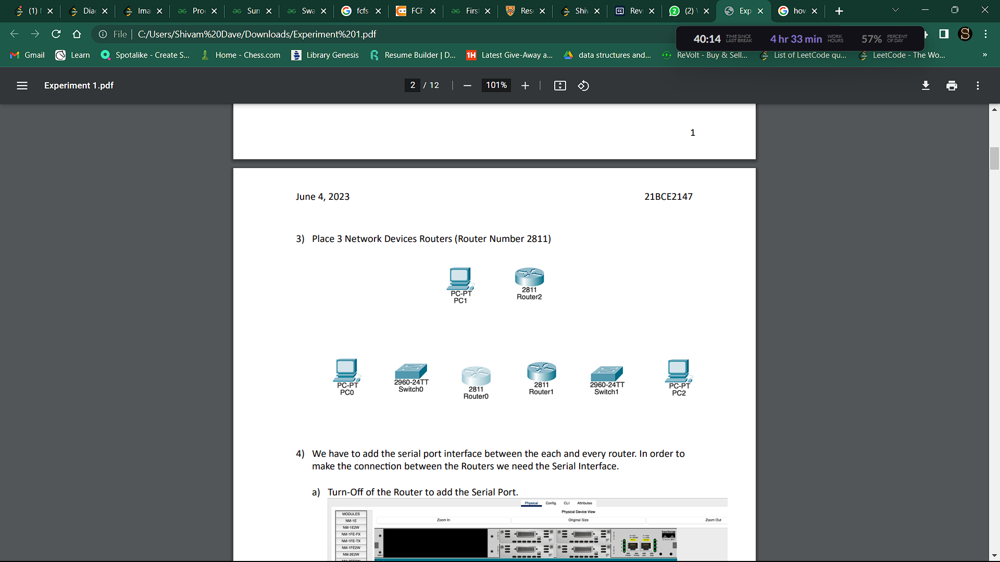 (1)
Dia
Ima
Pro
Sun
Swa
fcfs
FCF
Firs
Res
Shiv
Revi
(2)
Exp
how
File
C:/Users/Shivam%20Dave/Downloads/Experiment%201.pdf
40:14 TIME SINCE LAST BREAK
4 hr 33 min WORK HOURS
57% PERCENT OF DAY
S
Gmail
Learn
Spotalike - Create S...
Home - Chess.com
Library Genesis
Resume Builder | D...
1H
Latest Give-Away a...
data structures and...
ReVolt - Buy & Sell...
List of LeetCode qu...
LeetCode - The Wo...
»
Experiment 1.pdf
2 / 12
101%
1
June 4, 2023
21BCE2147
3) Place 3 Network Devices Routers (Router Number 2811)
PC-PT
PC1
2811
Router2
PC-PT
PC0
2960-24TT
Switch0
2811
Router0
2811
Router1
2960-24TT
Switch1
PC-PT
PC2
4) We have to add the serial port interface between the each and every router. In order to
make the connection between the Routers we need the Serial Interface.
a) Turn-Off of the Router to add the Serial Port.
Physical
Config
CLI
Attributes
MODULES
Physical Device View
NM-1E
Zoom In
Original Size
Zoom Out
NM-1E2W
NM-1FE-FX
NM-1FE-TX
NM-1FE2W
NM-2E2W